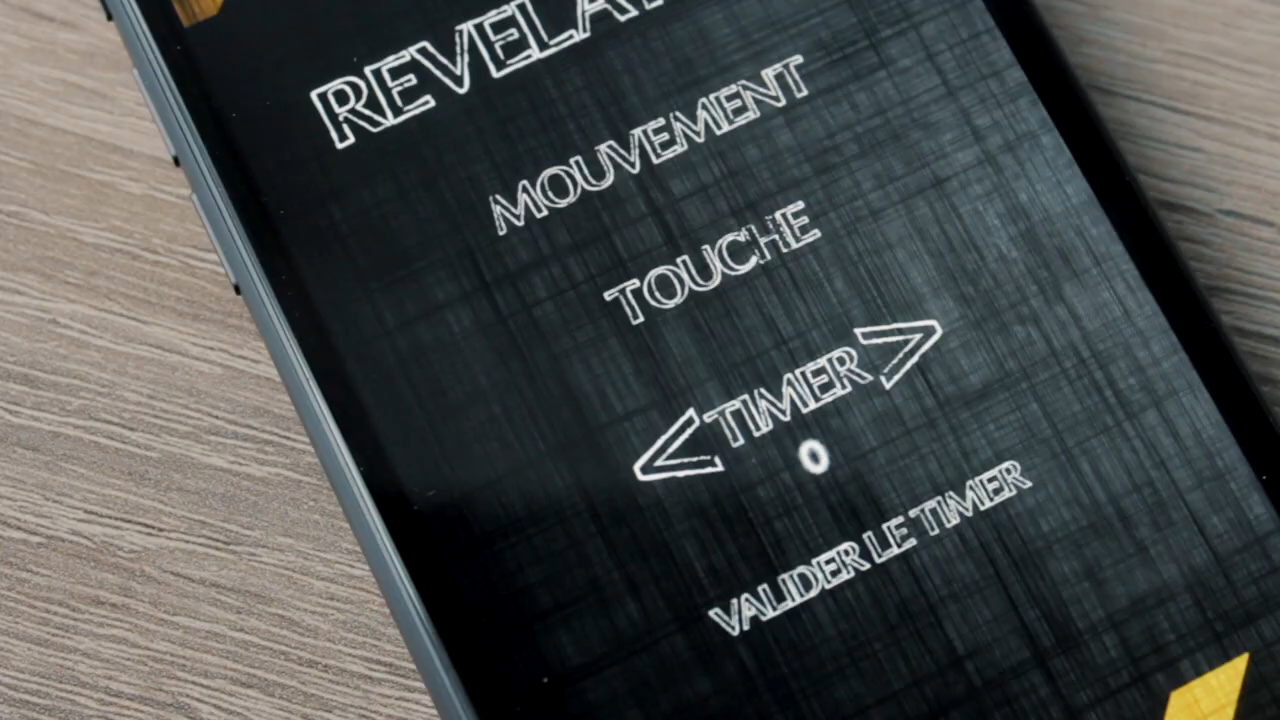 MOUVEMENT
TOUCHE
< TIMER >
0
VALIDER LE TIMER